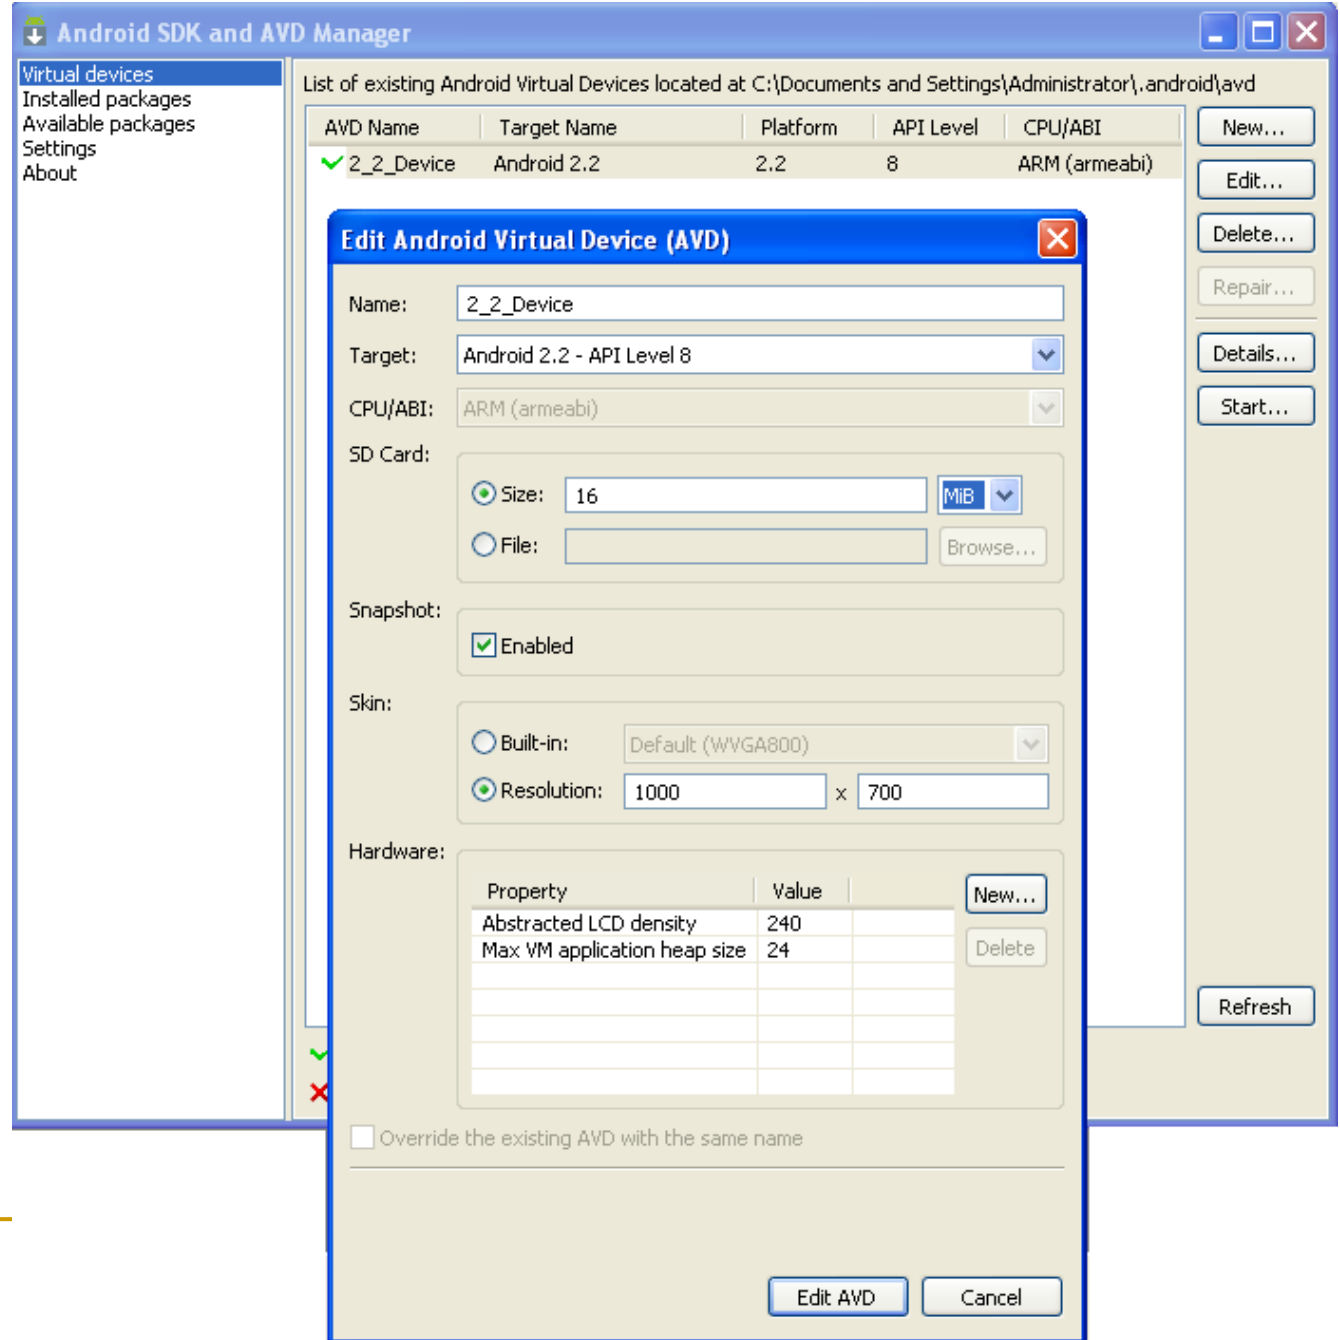 Android SDK and AVD Manager
Virtual devices
Installed packages
Available packages
Settings
About
List of existing Android Virtual Devices located at C:\Documents and Settings\Administrator\.android\avd
AVD Name Target Name Platform API Level CPU/ABI
2_2_Device Android 2.2 2.2 8 ARM (armeabi)
New...
Edit...
Delete...
Repair...
Details...
Start...
Refresh
Edit Android Virtual Device (AVD)
Name: 2_2_Device
Target: Android 2.2 - API Level 8
CPU/ABI: ARM (armeabi)
SD Card:
Size: 16 MiB
File: Browse...
Snapshot:
Enabled
Skin:
Built-in: Default (WVGA800)
Resolution: 1000 x 700
Hardware:
Property Value New...
Abstracted LCD density 240
Max VM application heap size 24 Delete
Override the existing AVD with the same name
Edit AVD Cancel